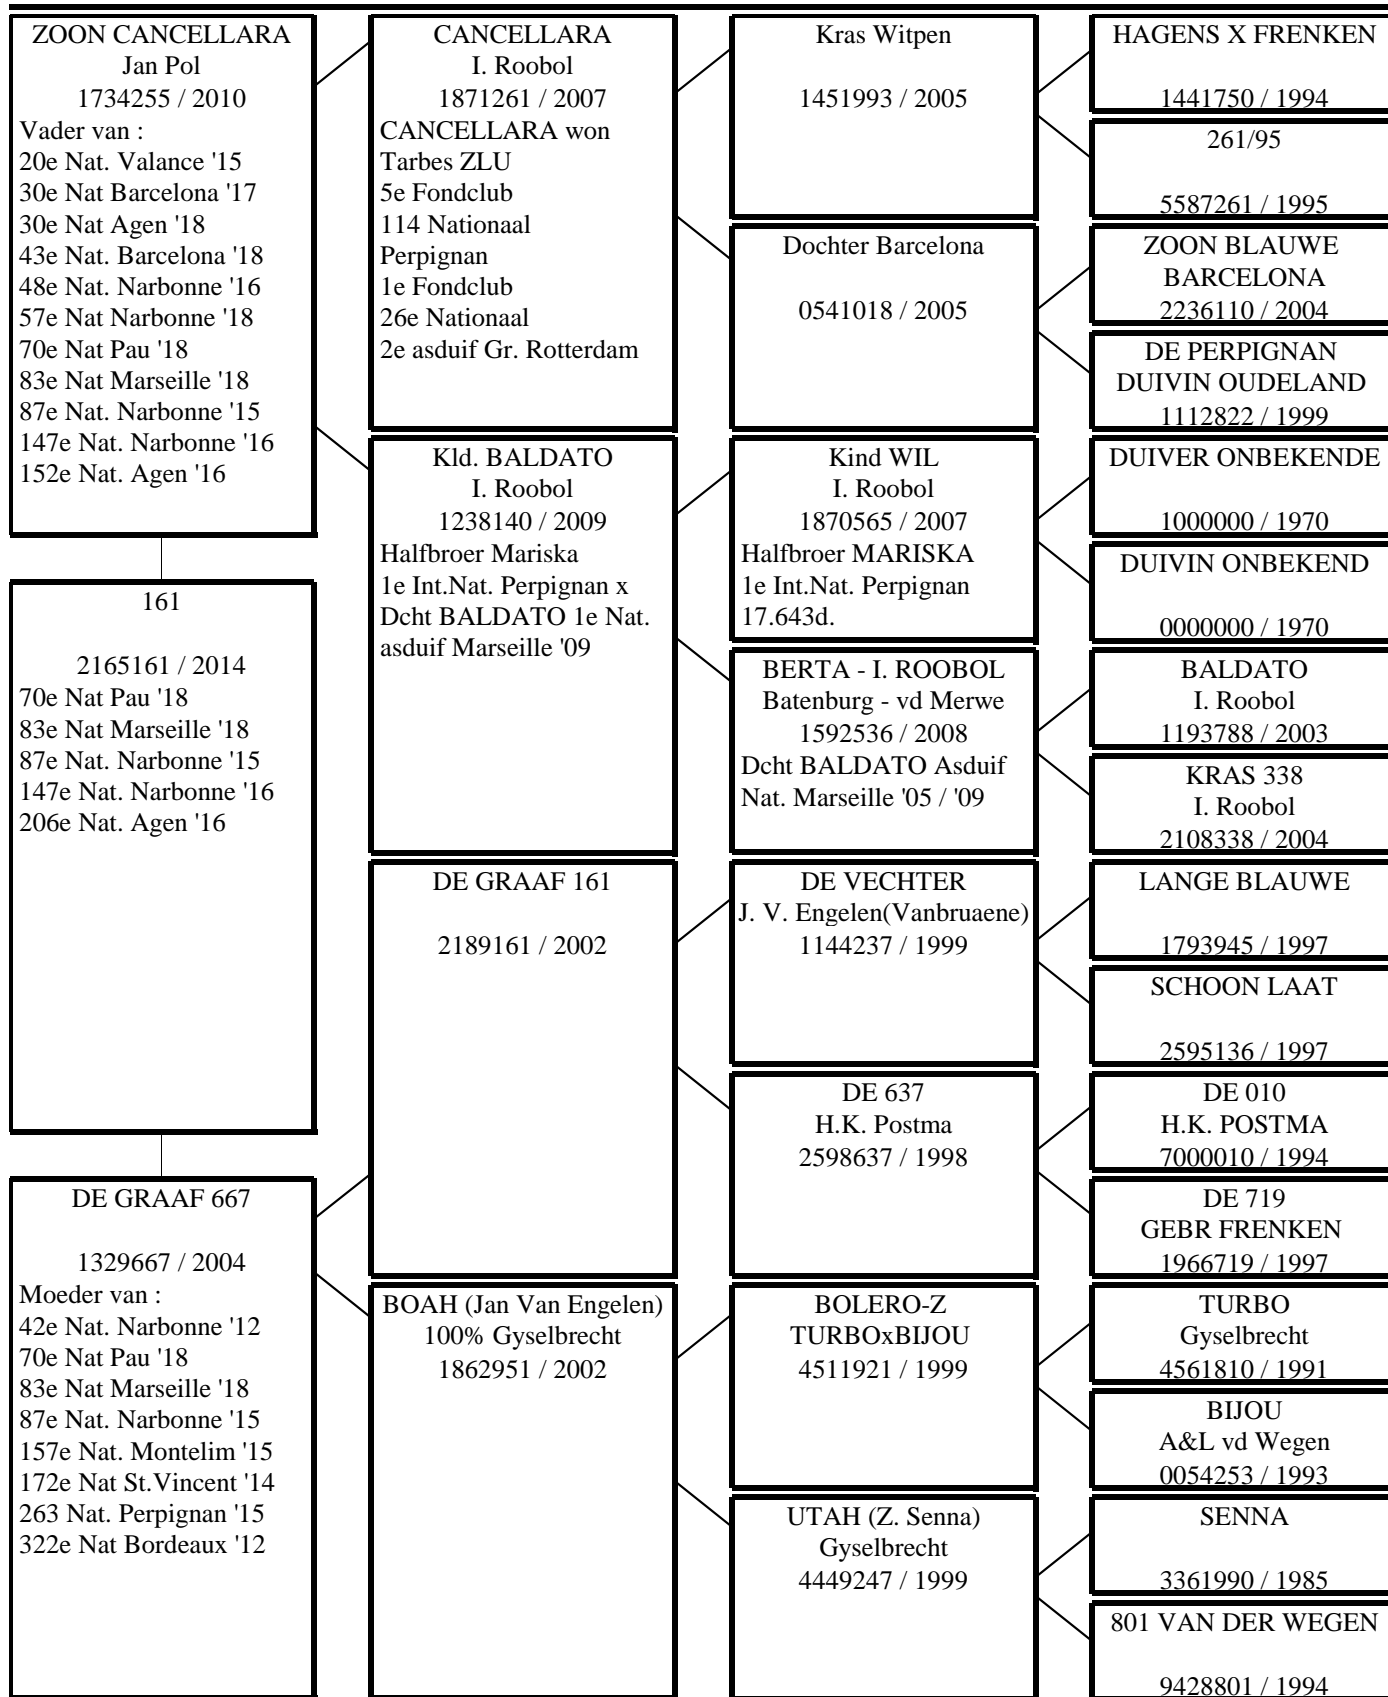 ZOON CANCELLARA
Jan Pol
1734255 / 2010
Vader van :
20e Nat. Valance '15
30e Nat Barcelona '17
30e Nat Agen '18
43e Nat. Barcelona '18
48e Nat. Narbonne '16
57e Nat Narbonne '18
70e Nat Pau '18
83e Nat Marseille '18
87e Nat. Narbonne '15
147e Nat. Narbonne '16
152e Nat. Agen '16
161
2165161 / 2014
70e Nat Pau '18
83e Nat Marseille '18
87e Nat. Narbonne '15
147e Nat. Narbonne '16
206e Nat. Agen '16
DE GRAAF 667
1329667 / 2004
Moeder van :
42e Nat. Narbonne '12
70e Nat Pau '18
83e Nat Marseille '18
87e Nat. Narbonne '15
157e Nat. Montelim '15
172e Nat St.Vincent '14
263 Nat. Perpignan '15
322e Nat Bordeaux '12
CANCELLARA
I. Roobol
1871261 / 2007
CANCELLARA won
Tarbes ZLU
5e Fondclub
114 Nationaal
Perpignan
1e Fondclub
26e Nationaal
2e asduif Gr. Rotterdam
Kld. BALDATO
I. Roobol
1238140 / 2009
Halfbroer Mariska
1e Int.Nat. Perpignan x
Dcht BALDATO 1e Nat.
asduif Marseille '09
DE GRAAF 161
2189161 / 2002
BOAH (Jan Van Engelen)
100% Gyselbrecht
1862951 / 2002
Kras Witpen
1451993 / 2005
Dochter Barcelona
0541018 / 2005
Kind WIL
I. Roobol
1870565 / 2007
Halfbroer MARISKA
1e Int.Nat. Perpignan
17.643d.
BERTA - I. ROOBOL
Batenburg - vd Merwe
1592536 / 2008
Dcht BALDATO Asduif
Nat. Marseille '05 / '09
DE VECHTER
J. V. Engelen(Vanbruaene)
1144237 / 1999
DE 637
H.K. Postma
2598637 / 1998
BOLERO-Z
TURBOxBIJOU
4511921 / 1999
UTAH (Z. Senna)
Gyselbrecht
4449247 / 1999
HAGENS X FRENKEN
1441750 / 1994
261/95
5587261 / 1995
ZOON BLAUWE
BARCELONA
2236110 / 2004
DE PERPIGNAN
DUIVIN OUDELAND
1112822 / 1999
DUIVER ONBEKENDE
1000000 / 1970
DUIVIN ONBEKEND
0000000 / 1970
BALDATO
I. Roobol
1193788 / 2003
KRAS 338
I. Roobol
2108338 / 2004
LANGE BLAUWE
1793945 / 1997
SCHOON LAAT
2595136 / 1997
DE 010
H.K. POSTMA
7000010 / 1994
DE 719
GEBR FRENKEN
1966719 / 1997
TURBO
Gyselbrecht
4561810 / 1991
BIJOU
A&L vd Wegen
0054253 / 1993
SENNA
3361990 / 1985
801 VAN DER WEGEN
9428801 / 1994